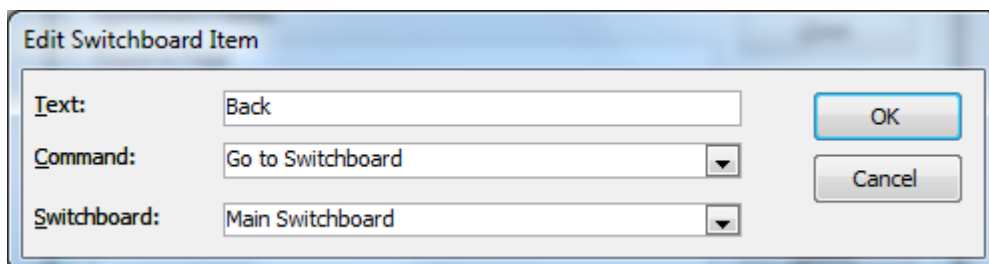 Edit Switchboard Item
Text: Back OK
Command: Go to Switchboard Cancel
Switchboard: Main Switchboard